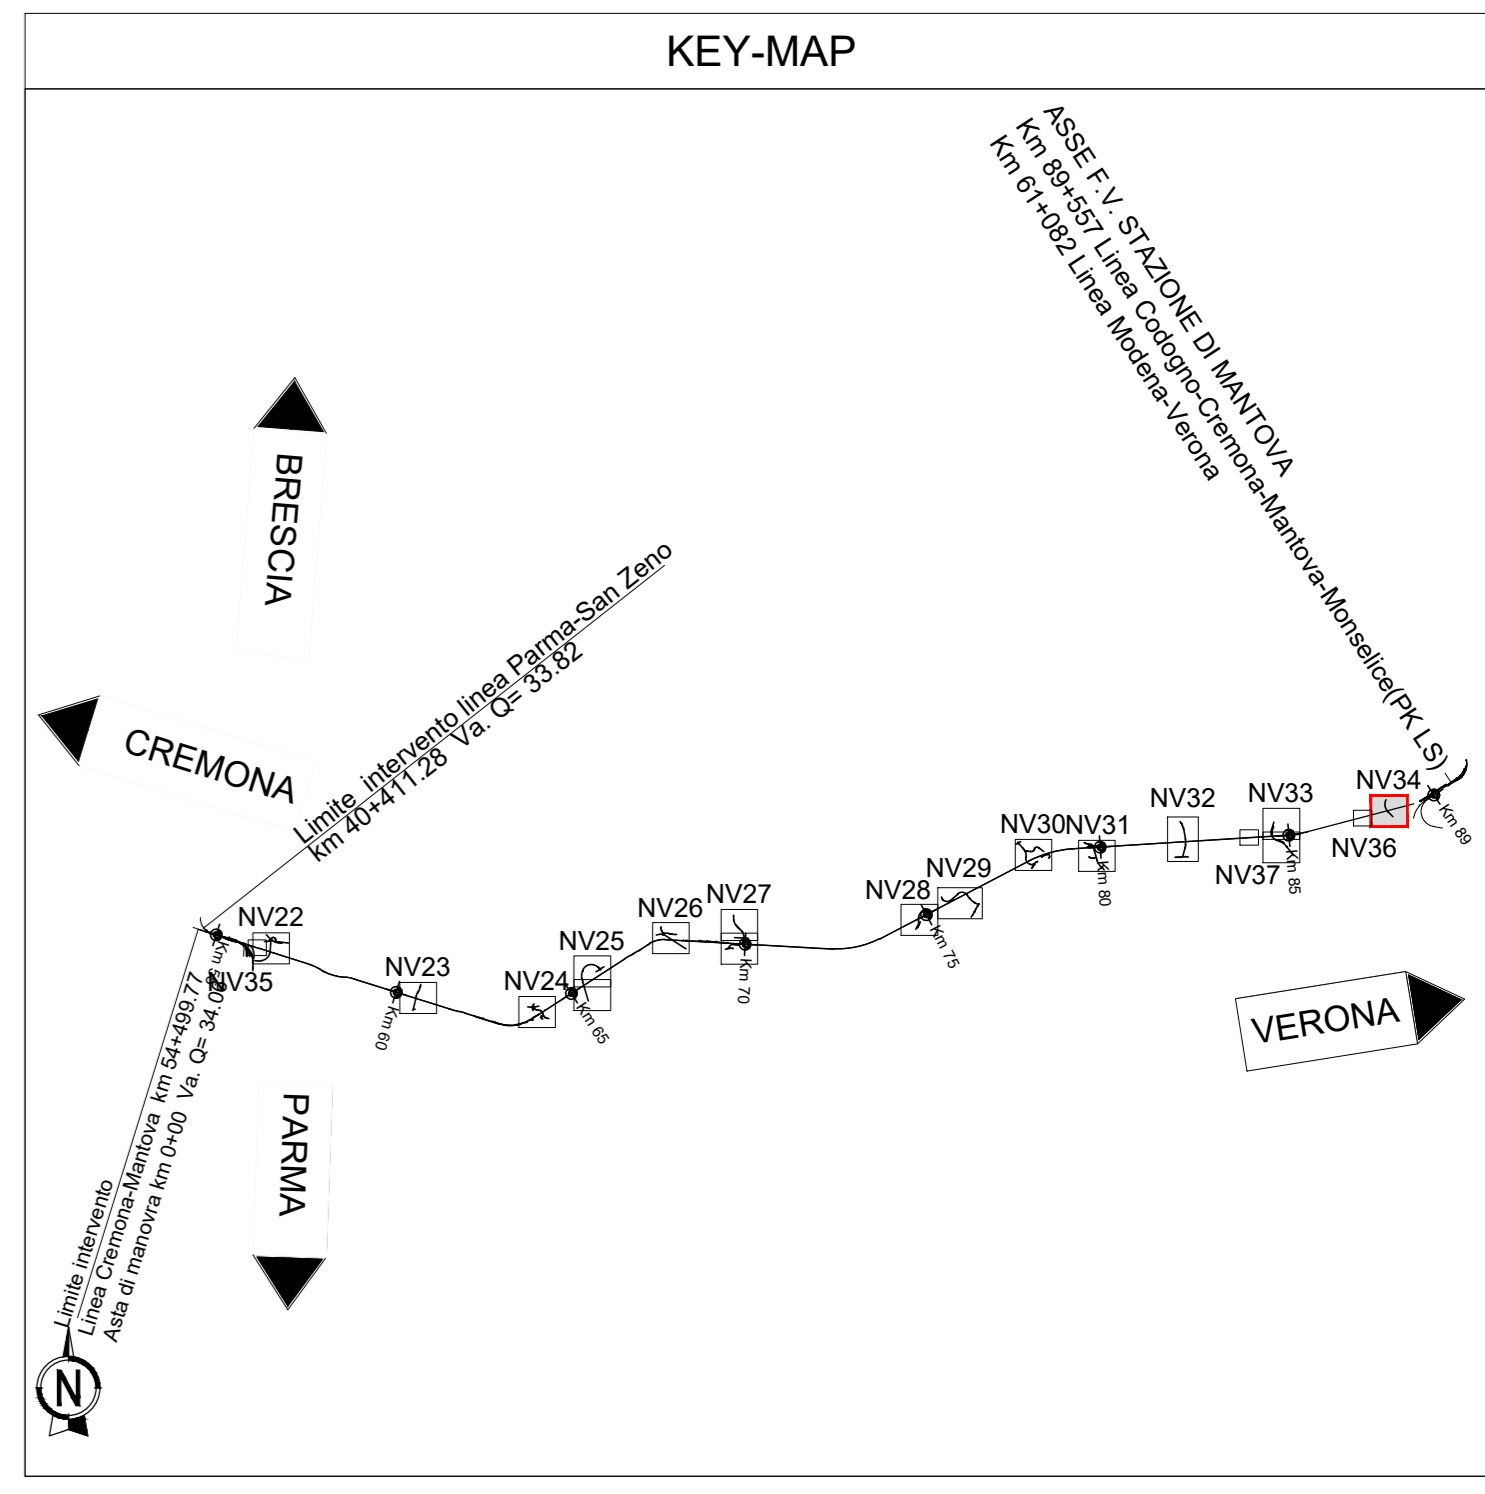 KEY-MAP
ASSE F.V. STAZIONE DI MANTOVA
Km 89+557 Linea Codogno-Cremona-Mantova-Monselice(PK LS)
Km 61+082 Linea Modena-Verona
BRESCIA
CREMONA
Limite intervento linea Parma-San Zeno
km 40+411.28 Va. Q= 33.82
NV34
NV33
NV32
NV36
Km 89
NV30
NV31
NV37
Km 85
Km 80
NV29
NV28
NV27
NV26
NV22
NV25
Km 75
NV23
NV24
NV35
Km 70
Km 65
Km 60
VERONA
PARMA
Limite intervento
Linea Cremona-Mantova km 54+499.77
Asta di manovra km 0+00 Va. Q=
N